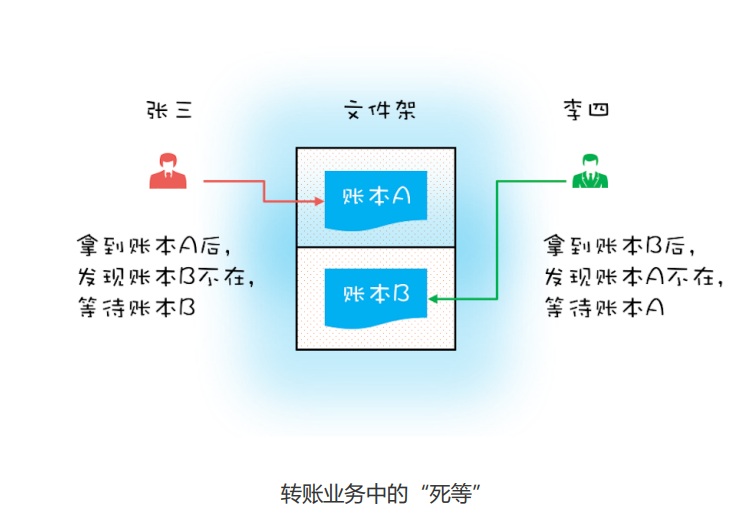 张三
文件架
李四
账本A
拿到账本A后，
发现账本B不在，
等待账本B
账本B
拿到账本B后，
发现账本A不在，
等待账本A
转账业务中的“死等”